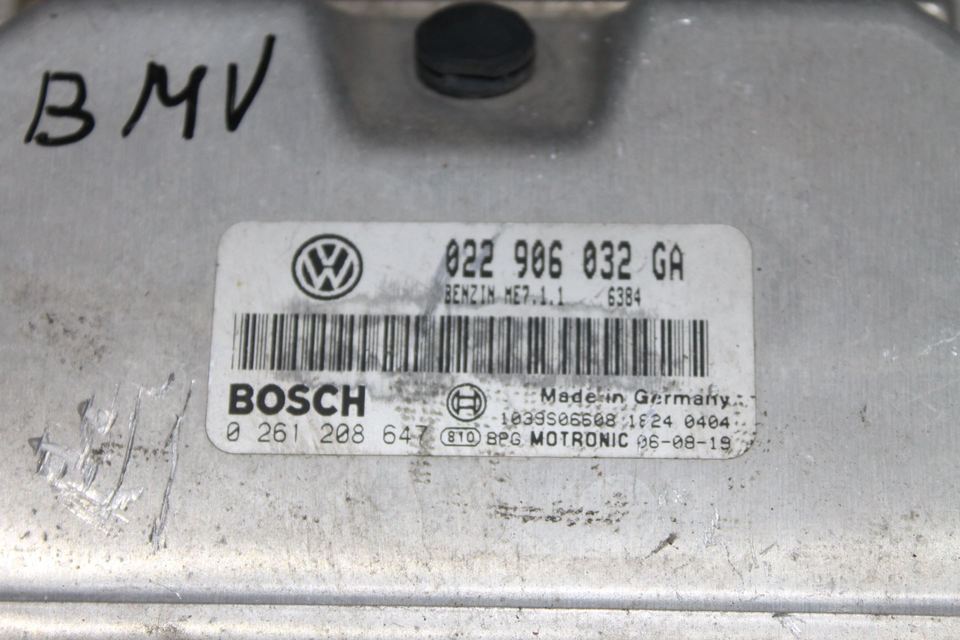 BMV
022 906 032 GA
BENZIN ME7.1.1 6384
BOSCH Made in Germany
1039S06608 1824 0404
0 261 208 647 810 BPG MOTRONIC 06-08-19